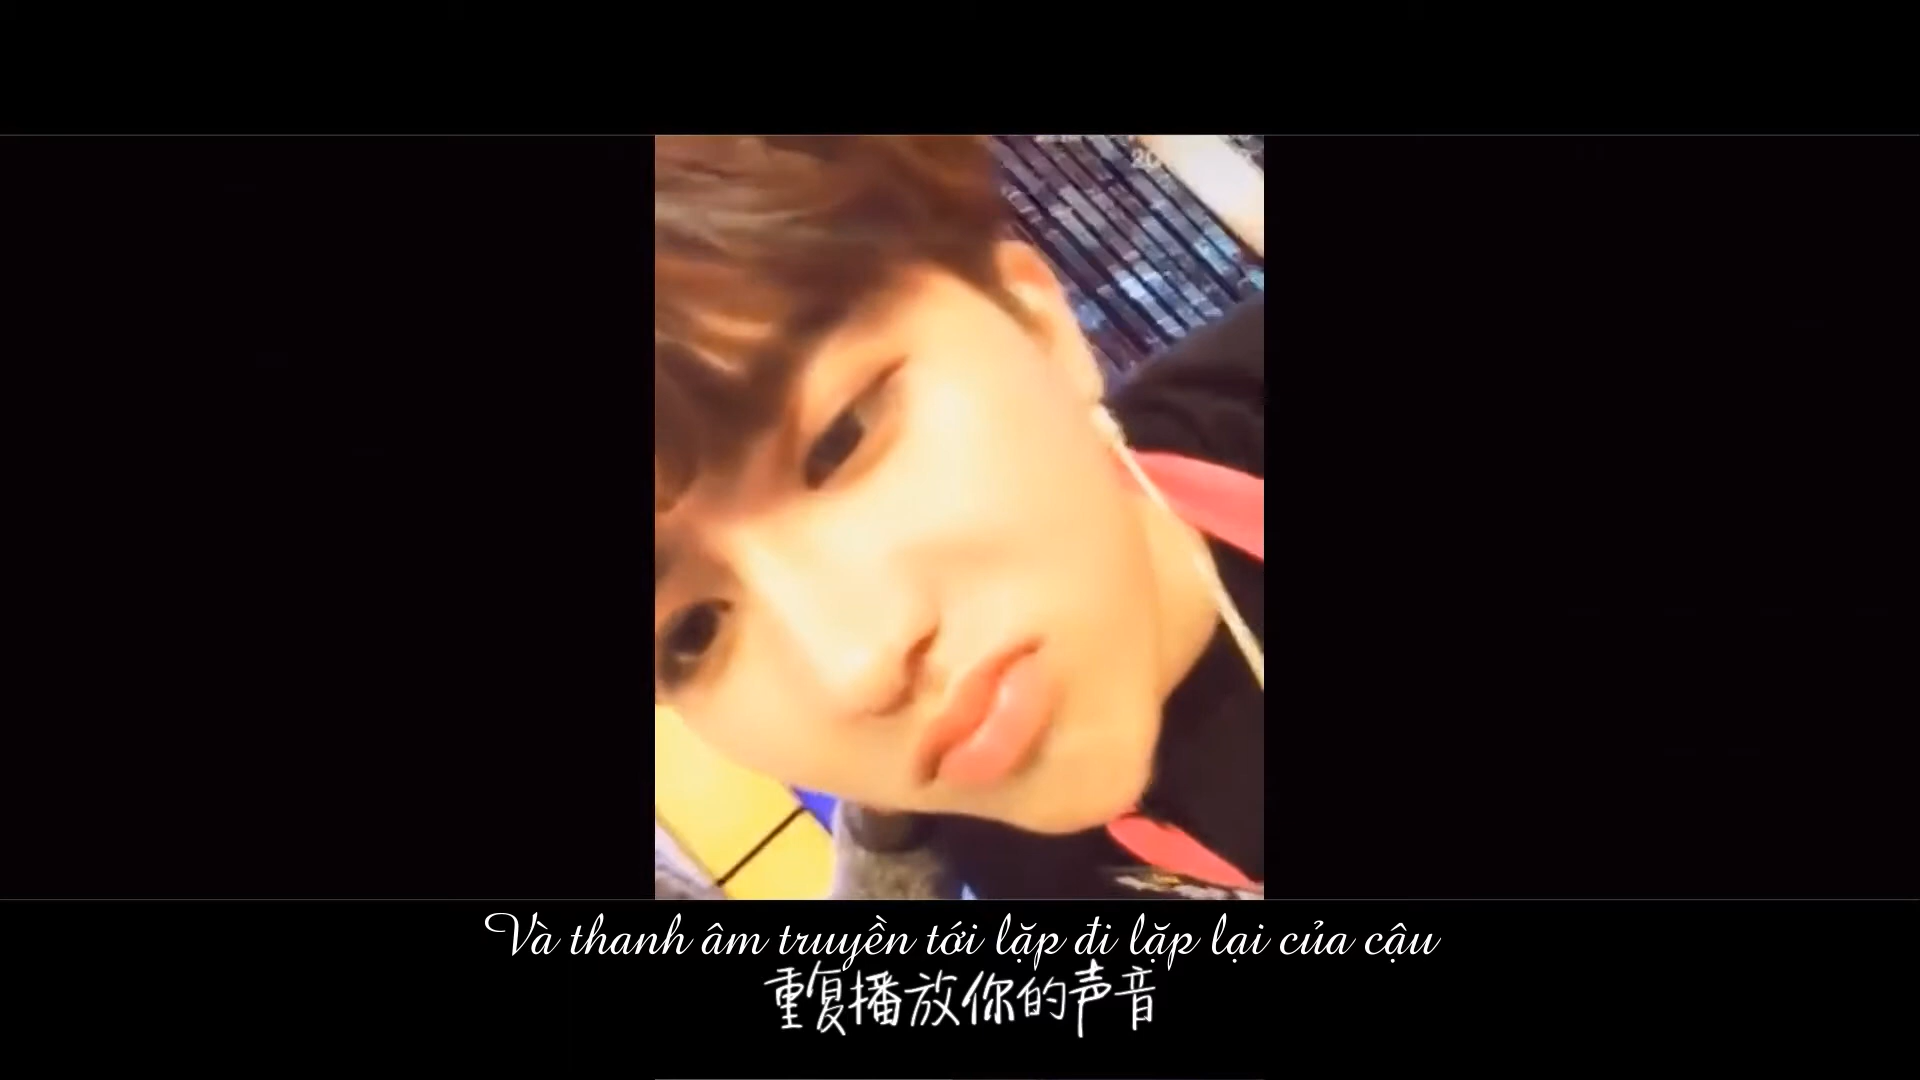 Và thanh âm truyền tới lặp đi lặp lại của cậu
重复播放你的声音